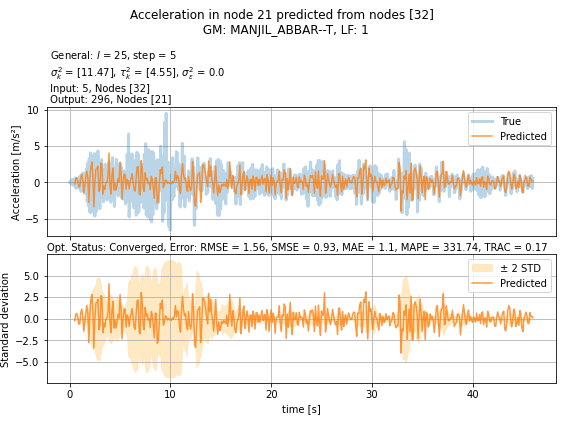 Acceleration in node 21 predicted from nodes [32]
GM: MANJIL_ABBAR--T, LF: 1
General: l = 25, step = 5
σ²ₖ = [11.47], τ²ₖ = [4.55], σ²ε = 0.0
Input: 5, Nodes [32]
Output: 296, Nodes [21]
10
5
0
−5
Acceleration [m/s²]
True
Predicted
Opt. Status: Converged, Error: RMSE = 1.56, SMSE = 0.93, MAE = 1.1, MAPE = 331.74, TRAC = 0.17
5.0
2.5
0.0
−2.5
−5.0
Standard deviation
± 2 STD
Predicted
0 10 20 30 40
time [s]